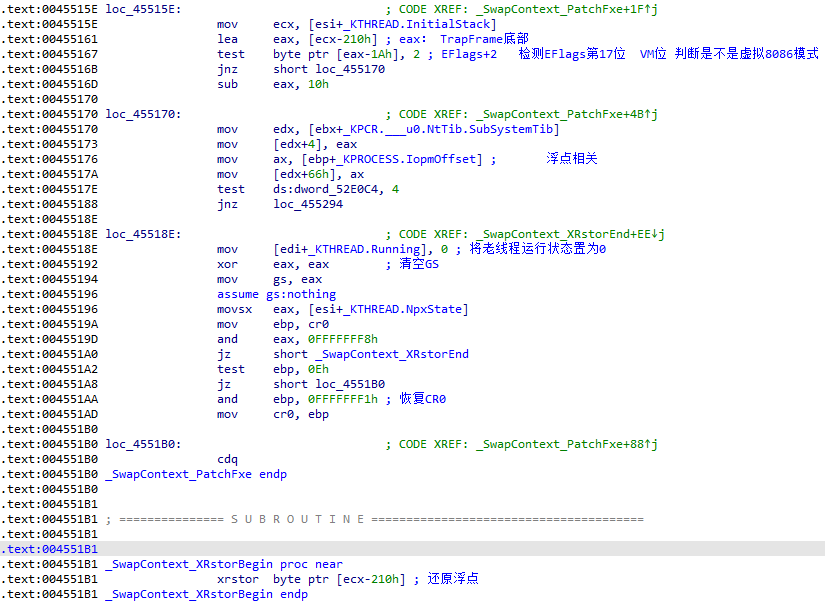 .text:0045515E loc_45515E: ; CODE XREF: _SwapContext_PatchFxe+1F↑j
.text:0045515E mov ecx, [esi+_KTHREAD.InitialStack]
.text:00455161 lea eax, [ecx-210h] ; eax: TrapFrame底部
.text:00455167 test byte ptr [eax-1Ah], 2 ; EFlags+2 检测EFlags第17位 VM位 判断是不是虚拟8086模式
.text:0045516B jnz short loc_455170
.text:0045516D sub eax, 10h
.text:00455170
.text:00455170 loc_455170: ; CODE XREF: _SwapContext_PatchFxe+4B↑j
.text:00455170 mov edx, [ebx+_KPCR.___u0.NtTib.SubSystemTib]
.text:00455173 mov [edx+4], eax
.text:00455176 mov ax, [ebp+_KPROCESS.IopmOffset] ; 浮点相关
.text:0045517A mov [edx+66h], ax
.text:0045517E test ds:dword_52E0C4, 4
.text:00455188 jnz loc_455294
.text:0045518E
.text:0045518E loc_45518E: ; CODE XREF: _SwapContext_XRstorEnd+EE↓j
.text:0045518E mov [edi+_KTHREAD.Running], 0 ; 将老线程运行状态置为0
.text:00455192 xor eax, eax ; 清空GS
.text:00455194 mov gs, eax
.text:00455196 assume gs:nothing
.text:00455196 movsx eax, [esi+_KTHREAD.NpxState]
.text:0045519A mov ebp, cr0
.text:0045519D and eax, 0FFFFFFF8h
.text:004551A0 jz short _SwapContext_XRstorEnd
.text:004551A2 test ebp, 0Eh
.text:004551A8 jz short loc_4551B0
.text:004551AA and ebp, 0FFFFFFF1h ; 恢复CR0
.text:004551AD mov cr0, ebp
.text:004551B0
.text:004551B0 loc_4551B0: ; CODE XREF: _SwapContext_PatchFxe+88↑j
.text:004551B0 cdq
.text:004551B0 _SwapContext_PatchFxe endp
.text:004551B0
.text:004551B1
.text:004551B1 ; =============== S U B R O U T I N E =======================================
.text:004551B1
.text:004551B1
.text:004551B1 _SwapContext_XRstorBegin proc near
.text:004551B1 xrstor byte ptr [ecx-210h] ; 还原浮点
.text:004551B1 _SwapContext_XRstorBegin endp